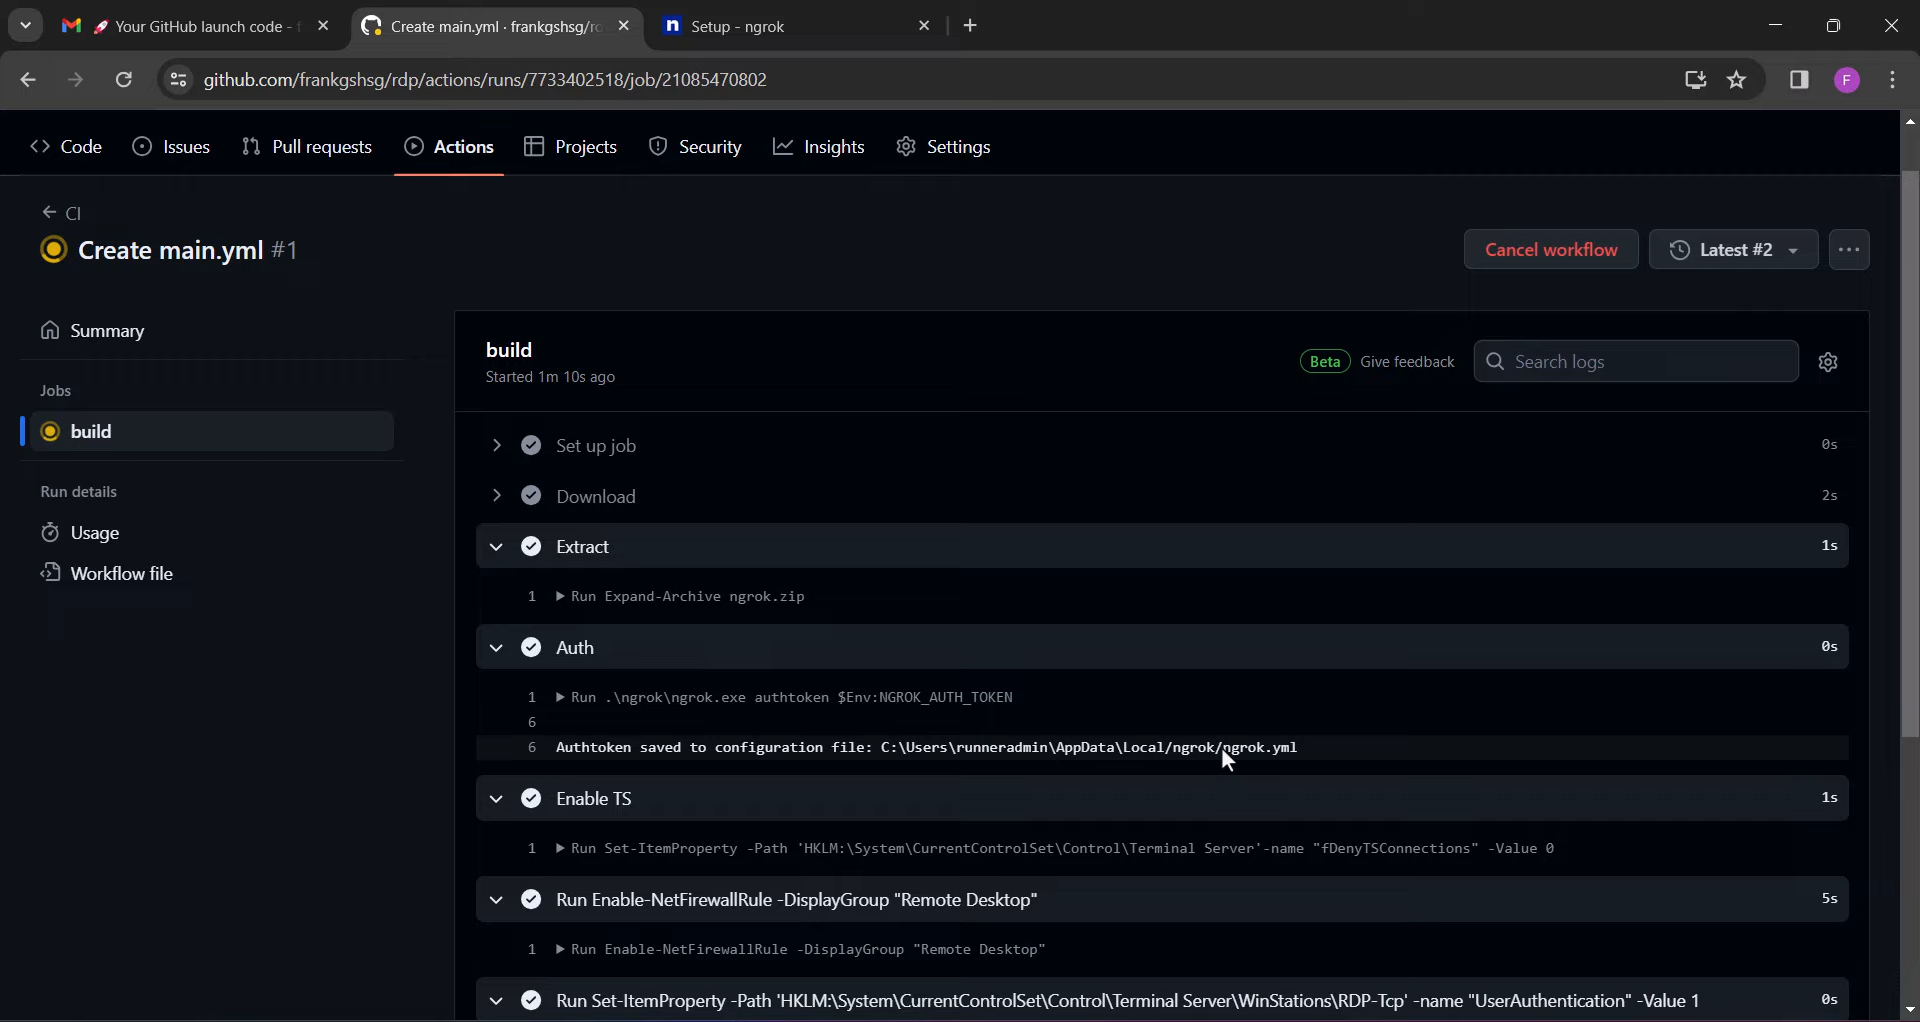 Your GitHub launch code -
Create main.yml · frankgshsg/
Setup - ngrok
github.com/frankgshsg/rdp/actions/runs/7733402518/job/21085470802
F
Code
Issues
Pull requests
Actions
Projects
Security
Insights
Settings
CI
Create main.yml #1
Cancel workflow
Latest #2
Summary
Jobs
build
Run details
Usage
Workflow file
build
Started 1m 10s ago
Beta Give feedback
Search logs
Set up job 0s
Download 2s
Extract 1s
1 Run Expand-Archive ngrok.zip
Auth 0s
1 Run .\ngrok\ngrok.exe authtoken $Env:NGROK_AUTH_TOKEN
6
6 Authtoken saved to configuration file: C:\Users\runneradmin\AppData\Local/ngrok/ngrok.yml
Enable TS 1s
1 Run Set-ItemProperty -Path 'HKLM:\System\CurrentControlSet\Control\Terminal Server'-name "fDenyTSConnections" -Value 0
Run Enable-NetFirewallRule -DisplayGroup "Remote Desktop" 5s
1 Run Enable-NetFirewallRule -DisplayGroup "Remote Desktop"
Run Set-ItemProperty -Path 'HKLM:\System\CurrentControlSet\Control\Terminal Server\WinStations\RDP-Tcp' -name "UserAuthentication" -Value 1 0s